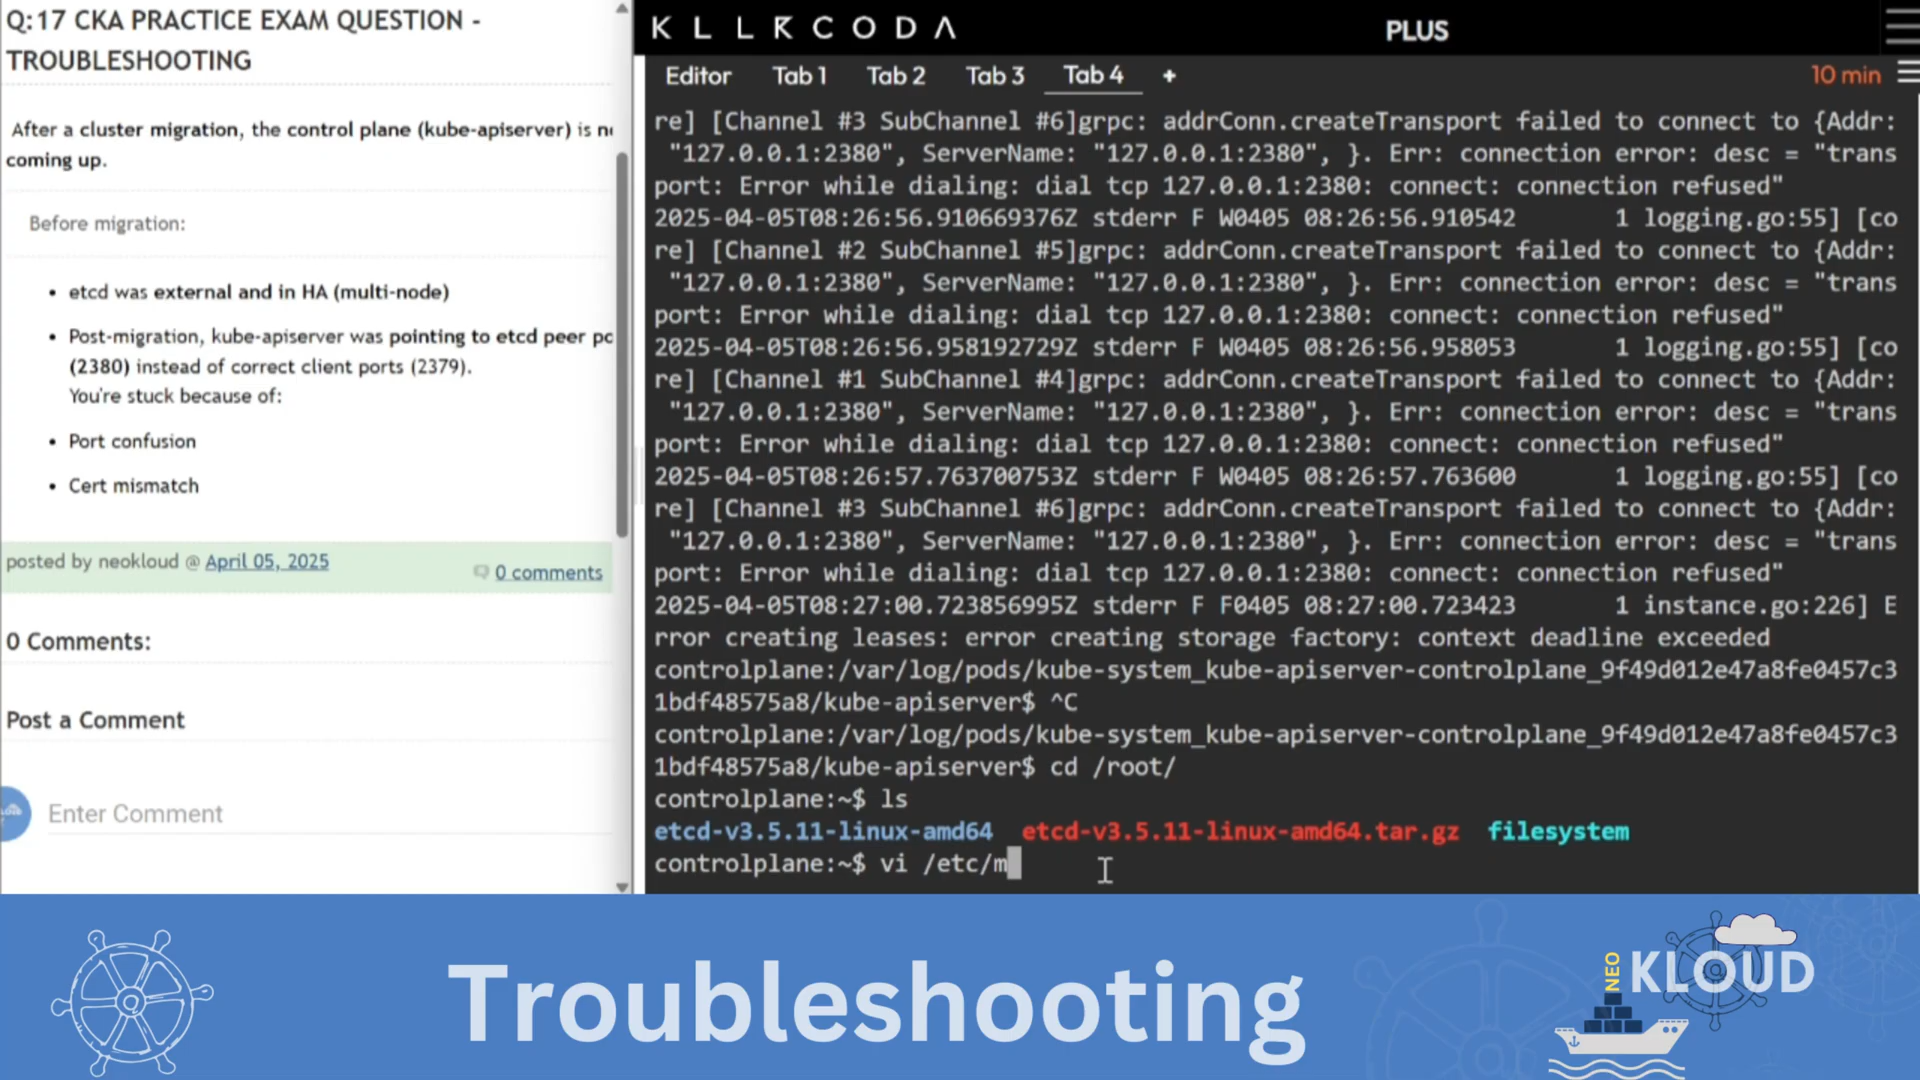 Q:17 CKA PRACTICE EXAM QUESTION -
TROUBLESHOOTING
After a cluster migration, the control plane (kube-apiserver) is
coming up.
Before migration:
• etcd was external and in HA (multi-node)
• Post-migration, kube-apiserver was pointing to etcd peer
(2380) instead of correct client ports (2379).
You're stuck because of:
• Port confusion
• Cert mismatch
posted by neokloud @ April 05, 2025
0 comments
0 Comments:
Post a Comment
Enter Comment
KILLERCODA
PLUS
Editor Tab 1 Tab 2 Tab 3 Tab 4 +
10 min
re] [Channel #3 SubChannel #6]grpc: addrConn.createTransport failed to connect to {Addr:
"127.0.0.1:2380", ServerName: "127.0.0.1:2380", }. Err: connection error: desc = "trans
port: Error while dialing: dial tcp 127.0.0.1:2380: connect: connection refused"
2025-04-05T08:26:56.910669376Z stderr F W0405 08:26:56.910542 1 logging.go:55] [co
re] [Channel #2 SubChannel #5]grpc: addrConn.createTransport failed to connect to {Addr:
"127.0.0.1:2380", ServerName: "127.0.0.1:2380", }. Err: connection error: desc = "trans
port: Error while dialing: dial tcp 127.0.0.1:2380: connect: connection refused"
2025-04-05T08:26:56.958192729Z stderr F W0405 08:26:56.958053 1 logging.go:55] [co
re] [Channel #1 SubChannel #4]grpc: addrConn.createTransport failed to connect to {Addr:
"127.0.0.1:2380", ServerName: "127.0.0.1:2380", }. Err: connection error: desc = "trans
port: Error while dialing: dial tcp 127.0.0.1:2380: connect: connection refused"
2025-04-05T08:26:57.763700753Z stderr F W0405 08:26:57.763600 1 logging.go:55] [co
re] [Channel #3 SubChannel #6]grpc: addrConn.createTransport failed to connect to {Addr:
"127.0.0.1:2380", ServerName: "127.0.0.1:2380", }. Err: connection error: desc = "trans
port: Error while dialing: dial tcp 127.0.0.1:2380: connect: connection refused"
2025-04-05T08:27:00.723856995Z stderr F F0405 08:27:00.723423 1 instance.go:226] E
rror creating leases: error creating storage factory: context deadline exceeded
controlplane:/var/log/pods/kube-system_kube-apiserver-controlplane_9f49d012e47a8fe0457c3
1bdf48575a8/kube-apiserver$ ^C
controlplane:/var/log/pods/kube-system_kube-apiserver-controlplane_9f49d012e47a8fe0457c3
1bdf48575a8/kube-apiserver$ cd /root/
controlplane:~$ ls
etcd-v3.5.11-linux-amd64 etcd-v3.5.11-linux-amd64.tar.gz filesystem
controlplane:~$ vi /etc/m
Troubleshooting
NEO KLOUD